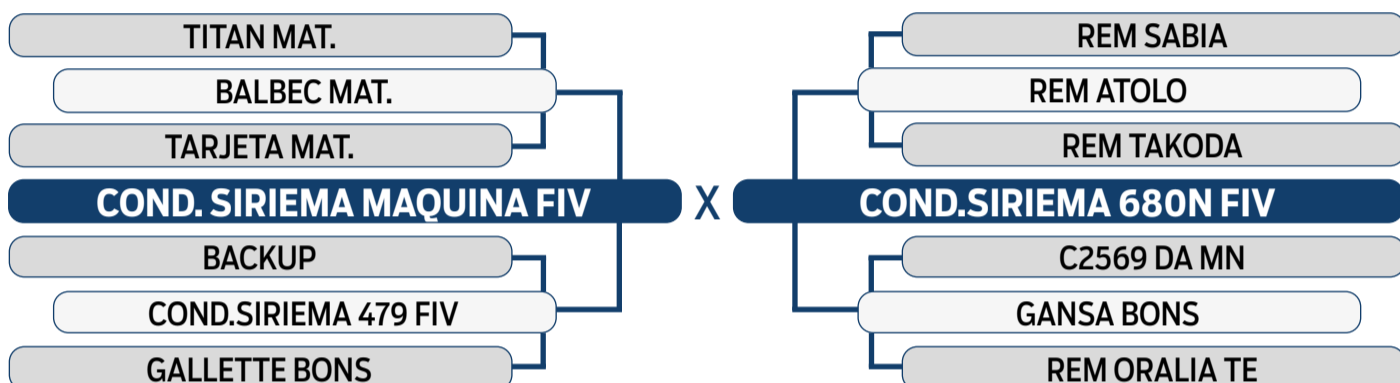 TITAN MAT.
BALBEC MAT.
TARJETA MAT.
COND. SIRIEMA MAQUINA FIV
BACKUP
COND.SIRIEMA 479 FIV
GALLETTE BONS
X
REM SABIA
REM ATOLO
REM TAKODA
COND.SIRIEMA 680N FIV
C2569 DA MN
GANSA BONS
REM ORALIA TE